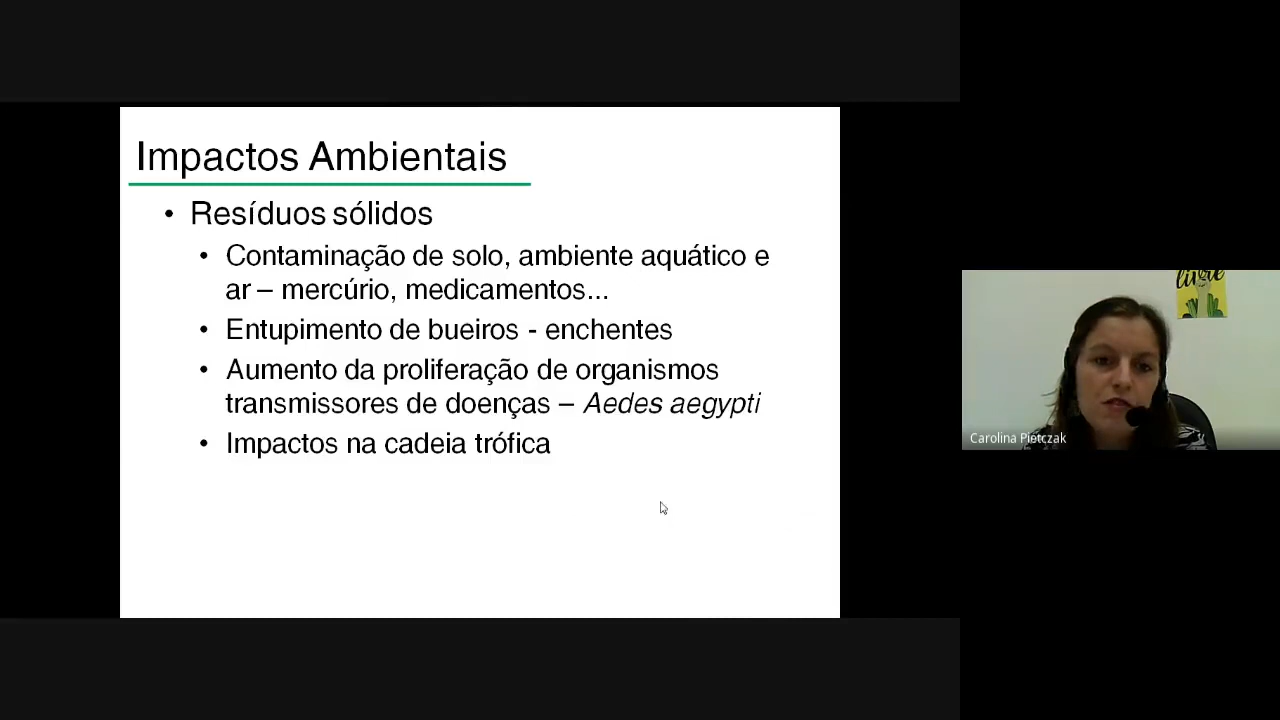 Impactos Ambientais
• Resíduos sólidos
• Contaminação de solo, ambiente aquático e
ar – mercúrio, medicamentos...
• Entupimento de bueiros - enchentes
• Aumento da proliferação de organismos
transmissores de doenças – Aedes aegypti
• Impactos na cadeia trófica
livre
Carolina Pietczak